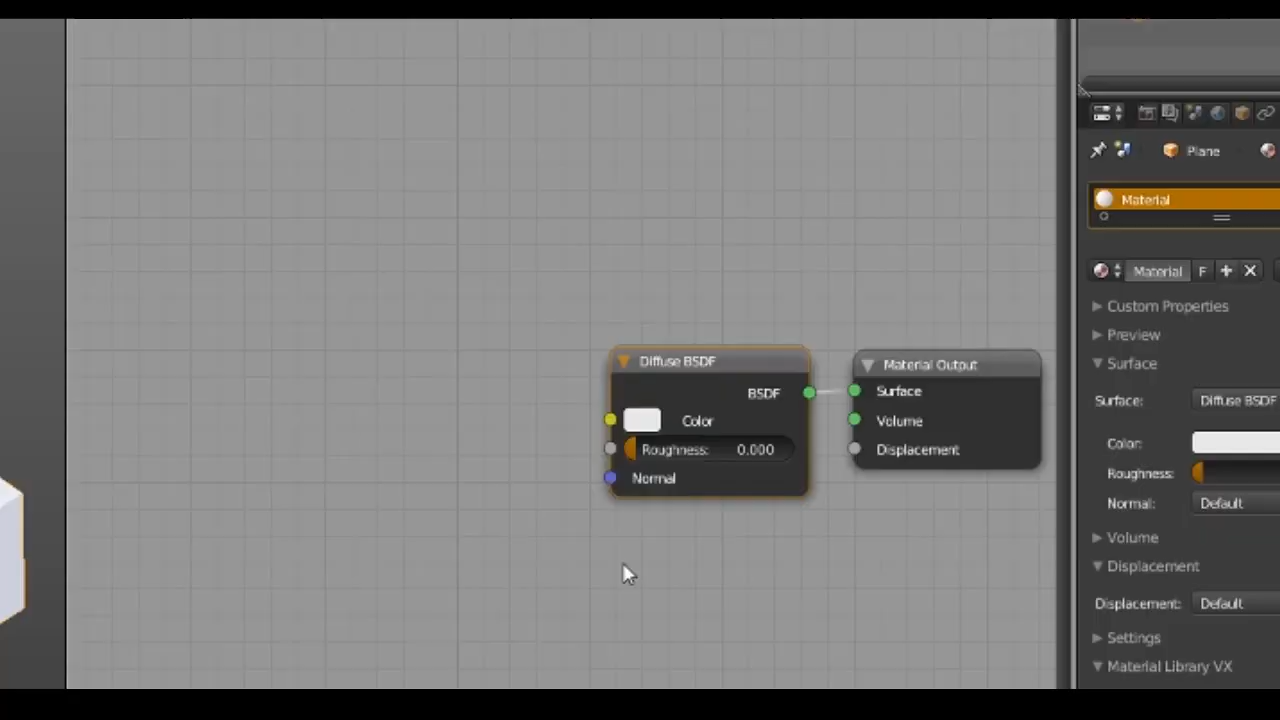 Plane
Material
Material F
Custom Properties
Preview
Surface
Surface: Diffuse BSDF
Color:
Roughness:
Normal: Default
Volume
Displacement
Displacement: Default
Settings
Material Library VX
Diffuse BSDF
BSDF
Color
Roughness: 0.000
Normal
Material Output
Surface
Volume
Displacement